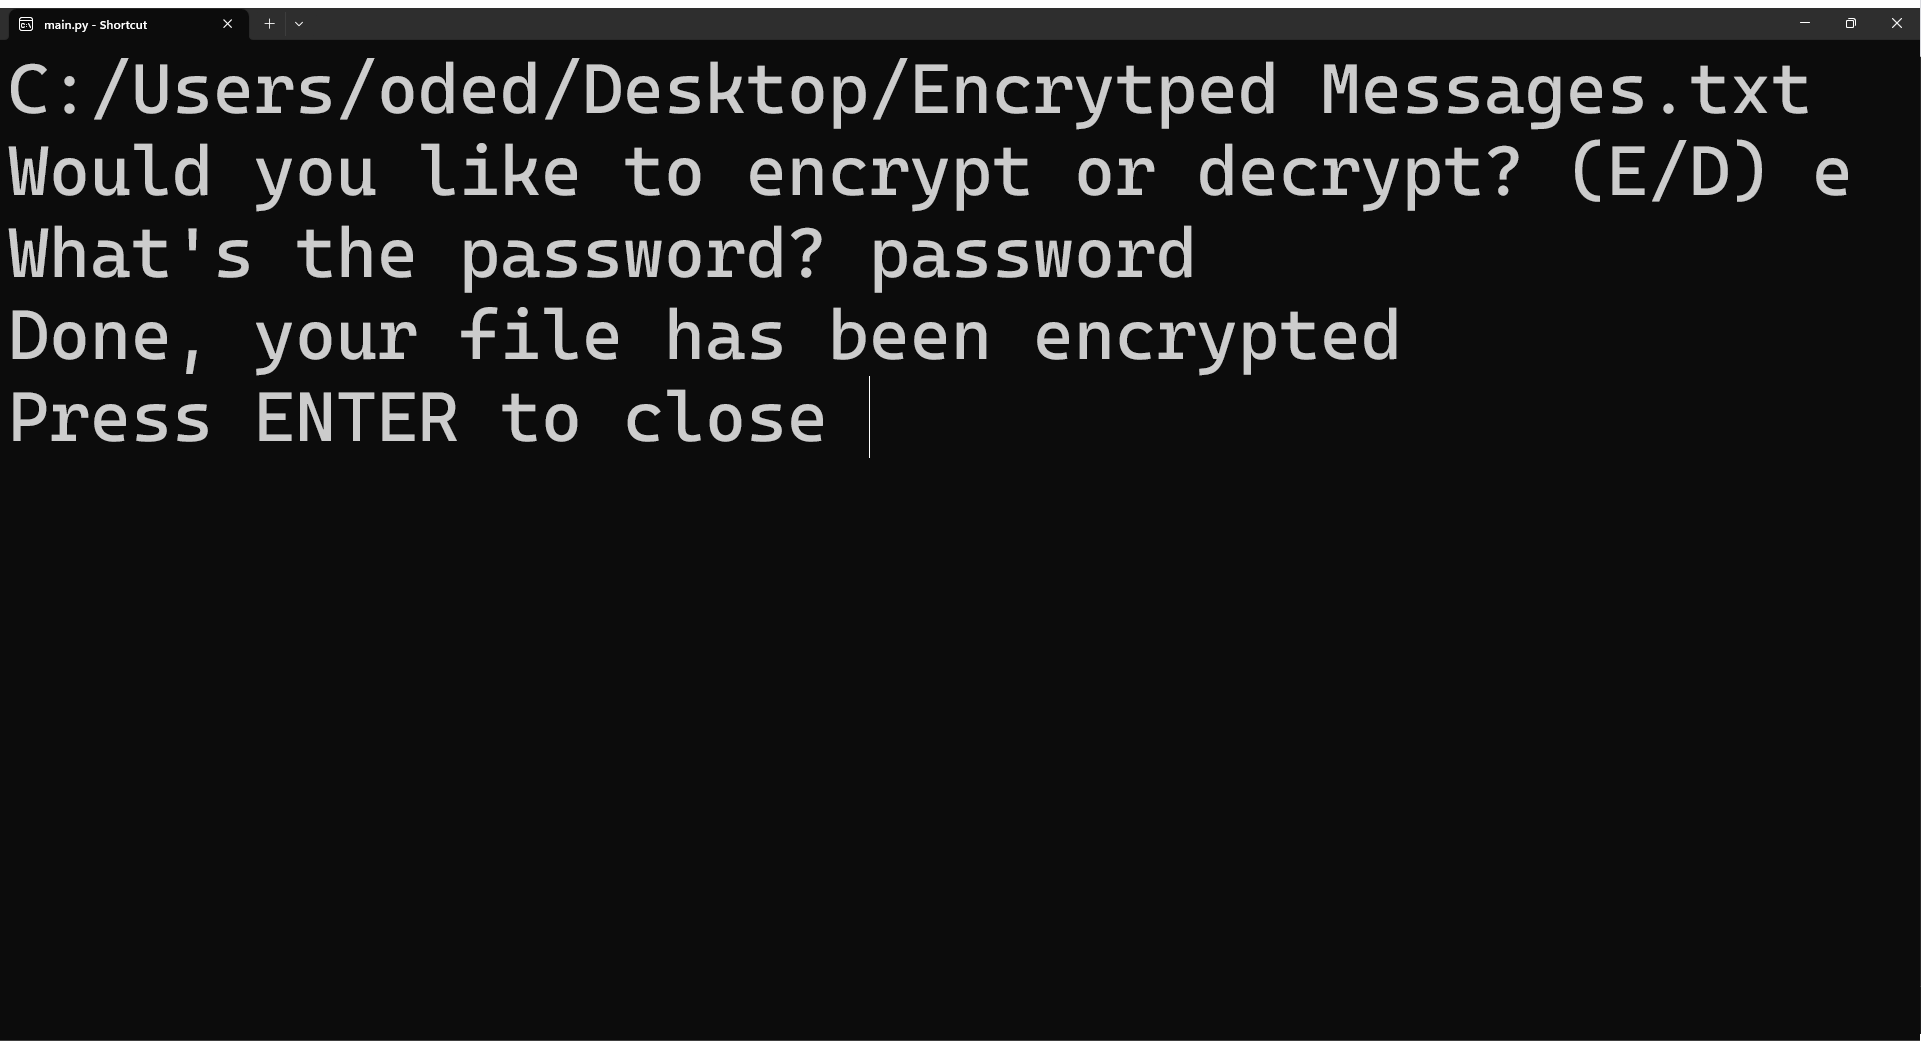 main.py - Shortcut
C:/Users/oded/Desktop/Encrytped Messages.txt
Would you like to encrypt or decrypt? (E/D) e
What's the password? password
Done, your file has been encrypted
Press ENTER to close